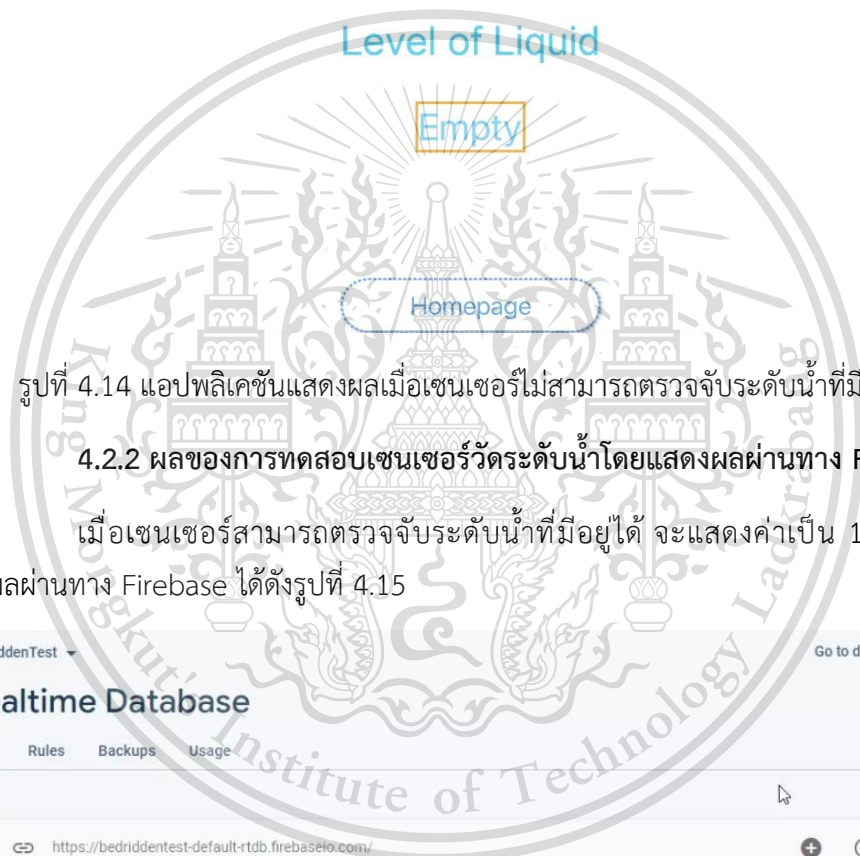 Level of Liquid
Empty
Homepage
รูปที่ 4.14 แอปพลิเคชันแสดงผลเมื่อเซนเซอร์ไม่สามารถตรวจจับระดับน้ำที่มี
4.2.2 ผลของการทดสอบเซนเซอร์วัดระดับน้ำโดยแสดงผลผ่านทาง F
เมื่อเซนเซอร์สามารถตรวจจับระดับน้ำที่มีอยู่ได้ จะแสดงค่าเป็น 1
ผลผ่านทาง Firebase ได้ดังรูปที่ 4.15
ddenTest
Go to d
altime Database
Rules Backups Usage
https://bedriddentest-default-rtdb.firebaseio.com/
King Mongkut's Institute of Technology Ladkrabang